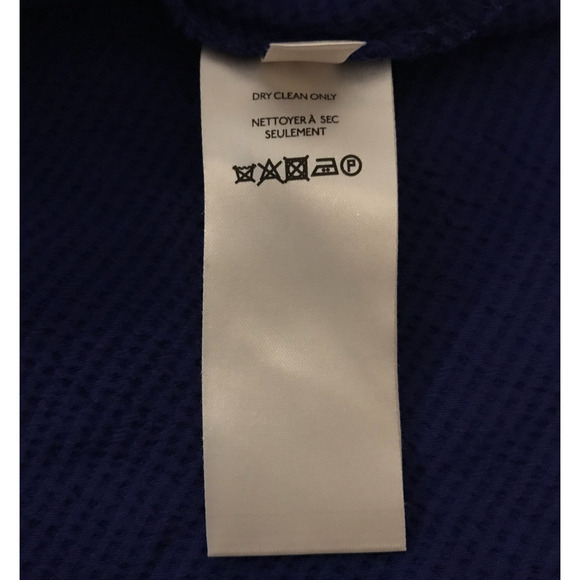 DRY CLEAN ONLY
NETTOYER À SEC
SEULEMENT
P